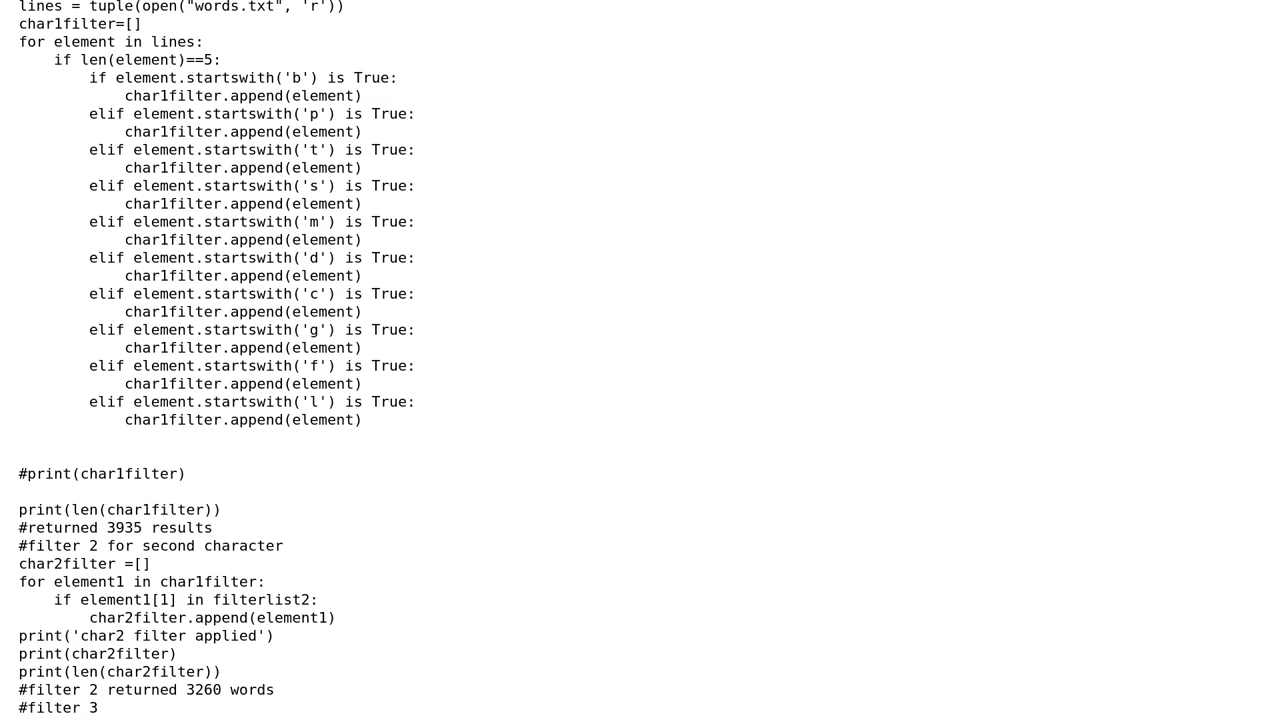 lines = tuple(open("words.txt", 'r'))
char1filter=[]
for element in lines:
    if len(element)==5:
        if element.startswith('b') is True:
            char1filter.append(element)
        elif element.startswith('p') is True:
            char1filter.append(element)
        elif element.startswith('t') is True:
            char1filter.append(element)
        elif element.startswith('s') is True:
            char1filter.append(element)
        elif element.startswith('m') is True:
            char1filter.append(element)
        elif element.startswith('d') is True:
            char1filter.append(element)
        elif element.startswith('c') is True:
            char1filter.append(element)
        elif element.startswith('g') is True:
            char1filter.append(element)
        elif element.startswith('f') is True:
            char1filter.append(element)
        elif element.startswith('l') is True:
            char1filter.append(element)
#print(char1filter)
print(len(char1filter))
#returned 3935 results
#filter 2 for second character
char2filter =[]
for element1 in char1filter:
    if element1[1] in filterlist2:
        char2filter.append(element1)
print('char2 filter applied')
print(char2filter)
print(len(char2filter))
#filter 2 returned 3260 words
#filter 3